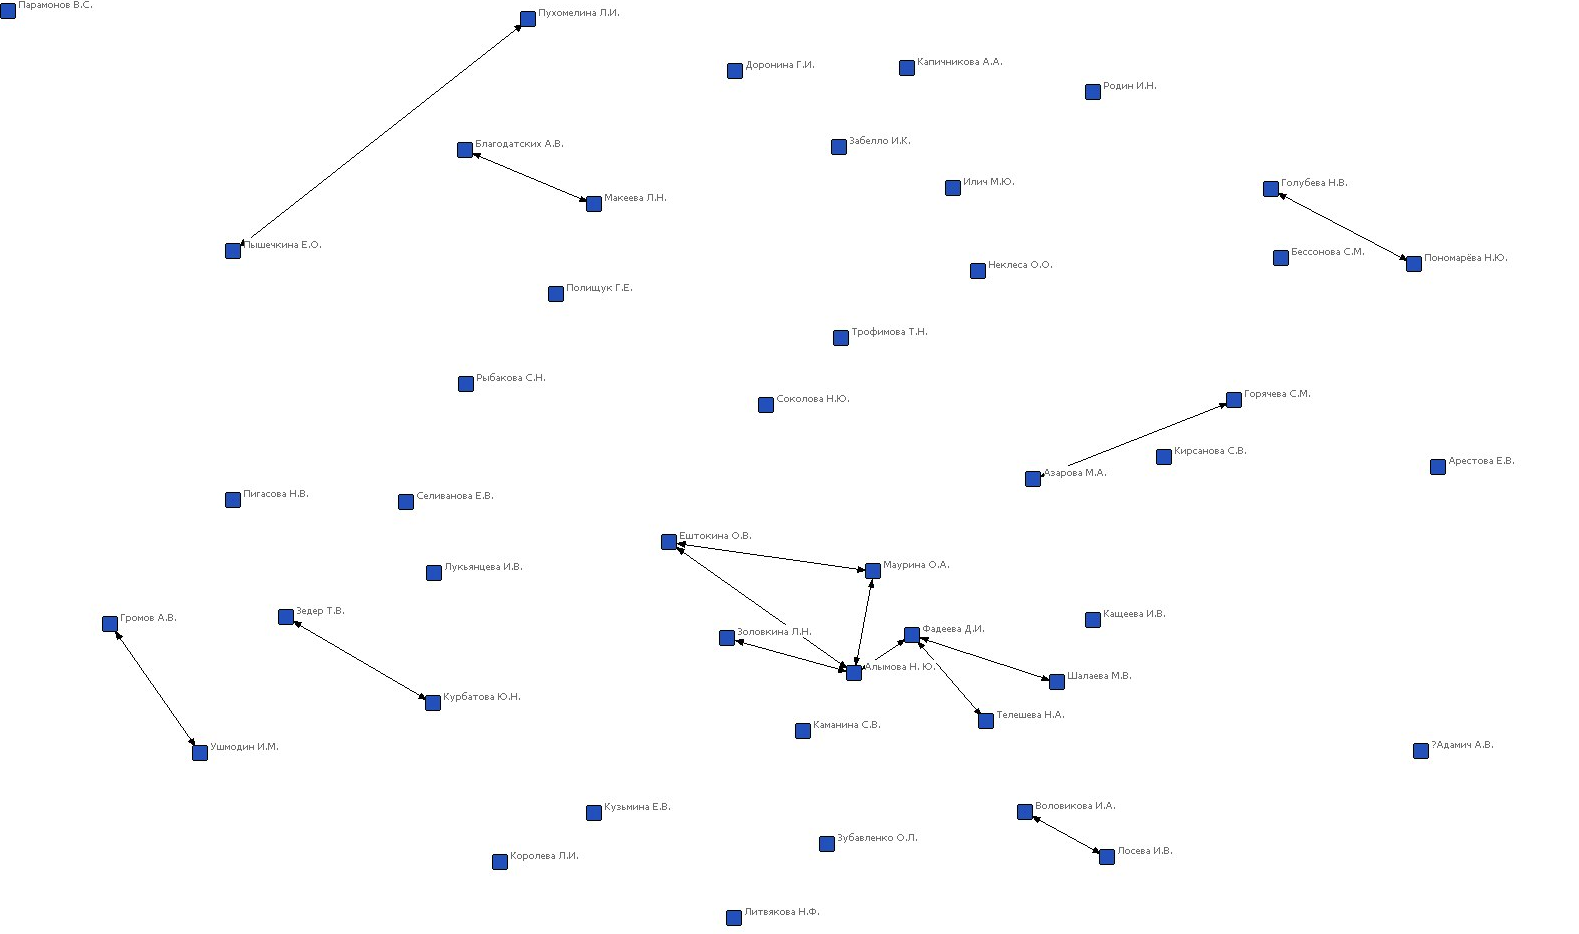 Парамонов В.С.
Пухомелина Л.И.
Доронина Г.И.
Капичникова А.А.
Родин И.Н.
Благодатских А.В.
Забелло И.К.
Илич М.Ю.
Голубева Н.В.
Макеева Л.Н.
Пышечкина Е.О.
Бессонова С.М.
Пономарёва Н.Ю.
Неклеса О.О.
Полищук Г.Е.
Трофимова Т.Н.
Рыбакова С.Н.
Соколова Н.Ю.
Горячева С.М.
Кирсанова С.В.
Арестова Е.В.
Азарова М.А.
Пигасова Н.В.
Селиванова Е.В.
Ештокина О.В.
Маурина О.А.
Лукьянцева И.В.
Громов А.В.
Зедер Т.В.
Кащеева И.В.
Золовкина Л.Н.
Фадеева Д.И.
Алымова Н. Ю.
Шалаева М.В.
Курбатова Ю.Н.
Телешева Н.А.
Каманина С.В.
Ушмодин И.М.
?Адамич А.В.
Кузьмина Е.В.
Воловикова И.А.
Зубавленко О.Л.
Лосева И.В.
Королева Л.И.
Литвякова Н.Ф.